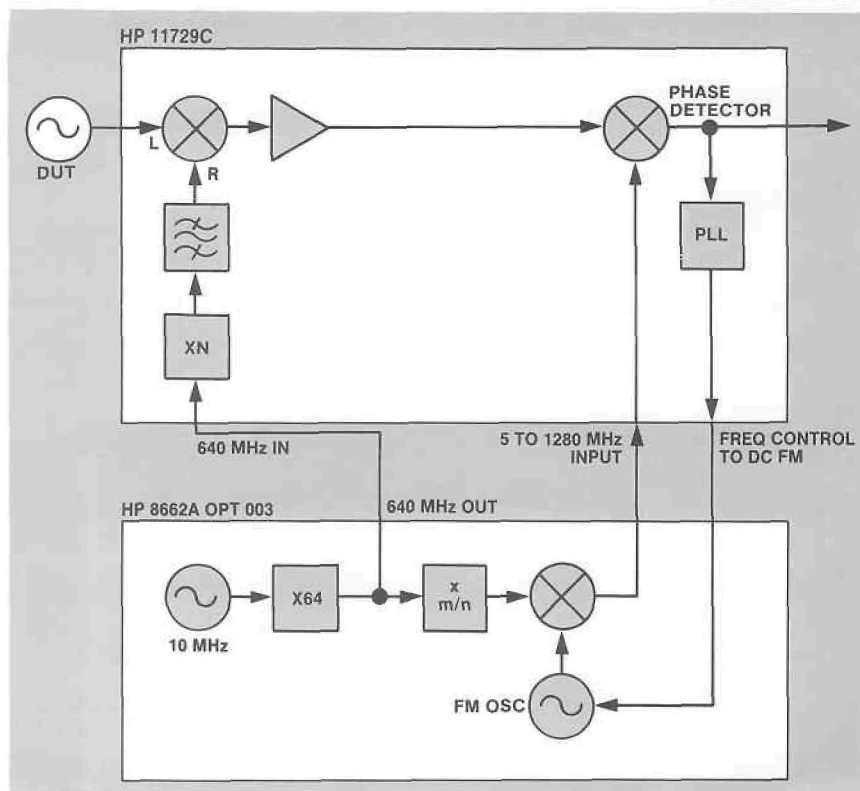 HP 11729C
DUT
L
R
PHASE
DETECTOR
PLL
XN
640 MHz IN
5 TO 1280 MHz
INPUT
FREQ CONTROL
TO DC FM
HP 8662A OPT 003
640 MHz OUT
10 MHz
X64
x
m/n
FM OSC